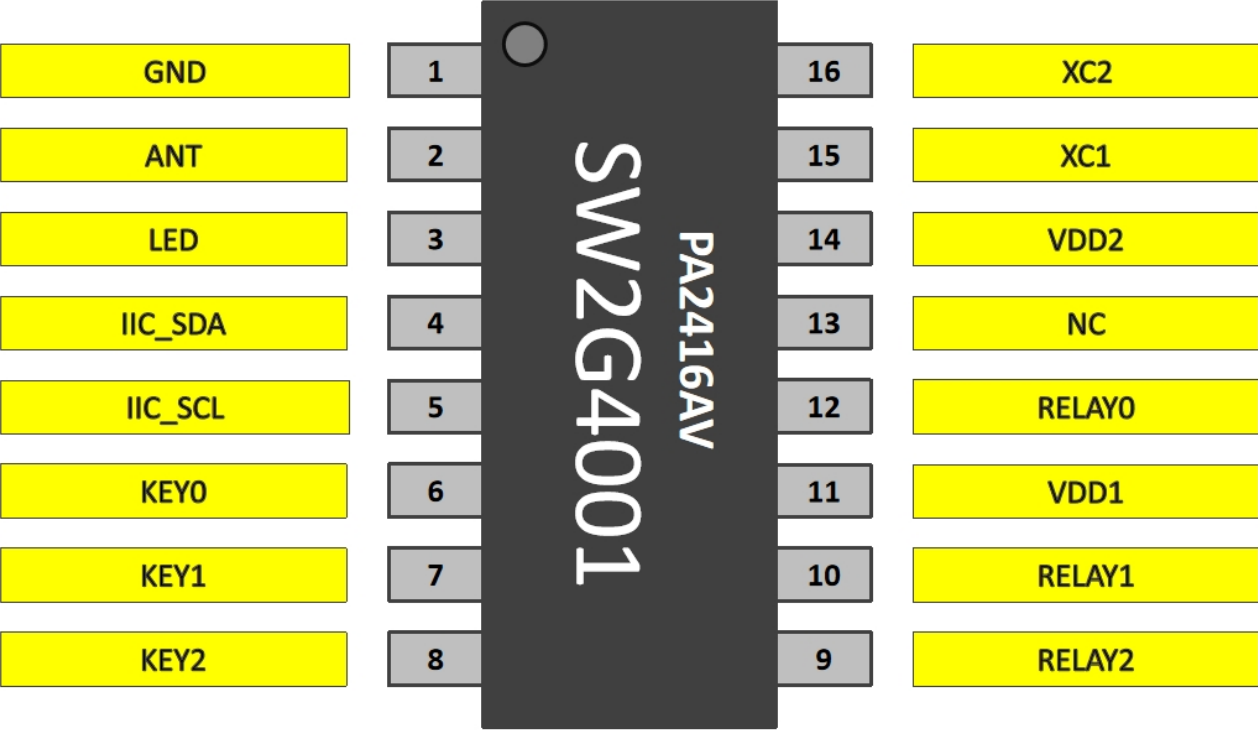 GND 1 16 XC2
ANT 2 15 XC1
LED 3 14 VDD2
IIC_SDA 4 13 NC
IIC_SCL 5 12 RELAY0
KEY0 6 11 VDD1
KEY1 7 10 RELAY1
KEY2 8 9 RELAY2
SW2G4001
PA2416AV